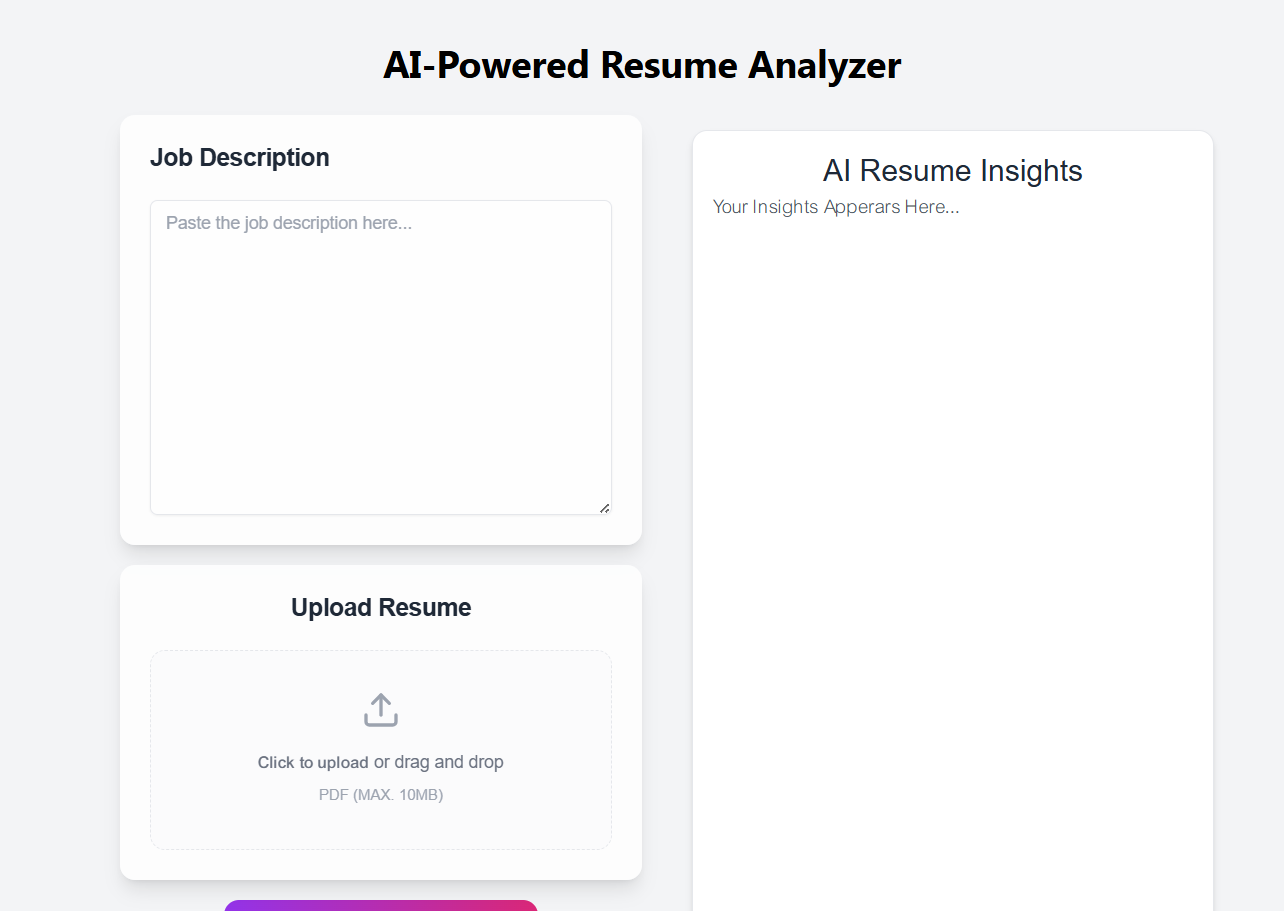 AI-Powered Resume Analyzer
Job Description
Paste the job description here...
Upload Resume
Click to upload or drag and drop
PDF (MAX. 10MB)
AI Resume Insights
Your Insights Apperars Here...